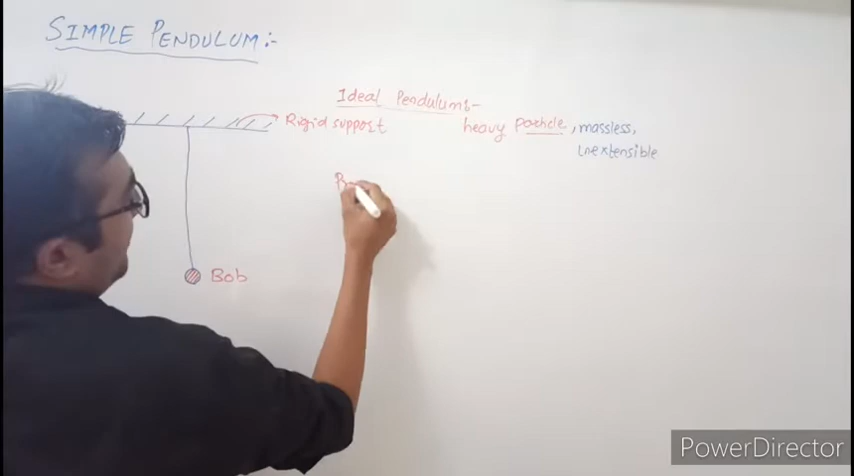 SIMPLE PENDULUM:-
Ideal Pendulum:-
Rigid support
heavy particle, massless,
inextensible
Bob
PowerDirector